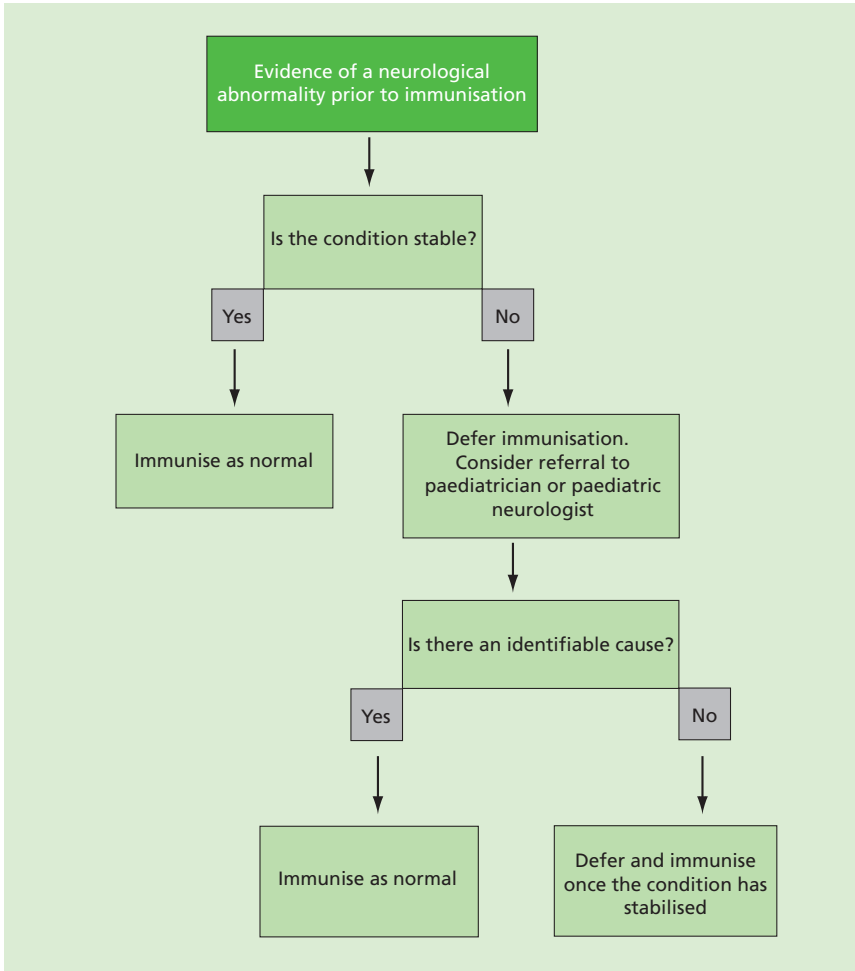 Evidence of a neurological
abnormality prior to immunisation
Is the condition stable?
Yes
No
Immunise as normal
Defer immunisation.
Consider referral to
paediatrician or paediatric
neurologist
Is there an identifiable cause?
Yes
No
Immunise as normal
Defer and immunise
once the condition has
stabilised